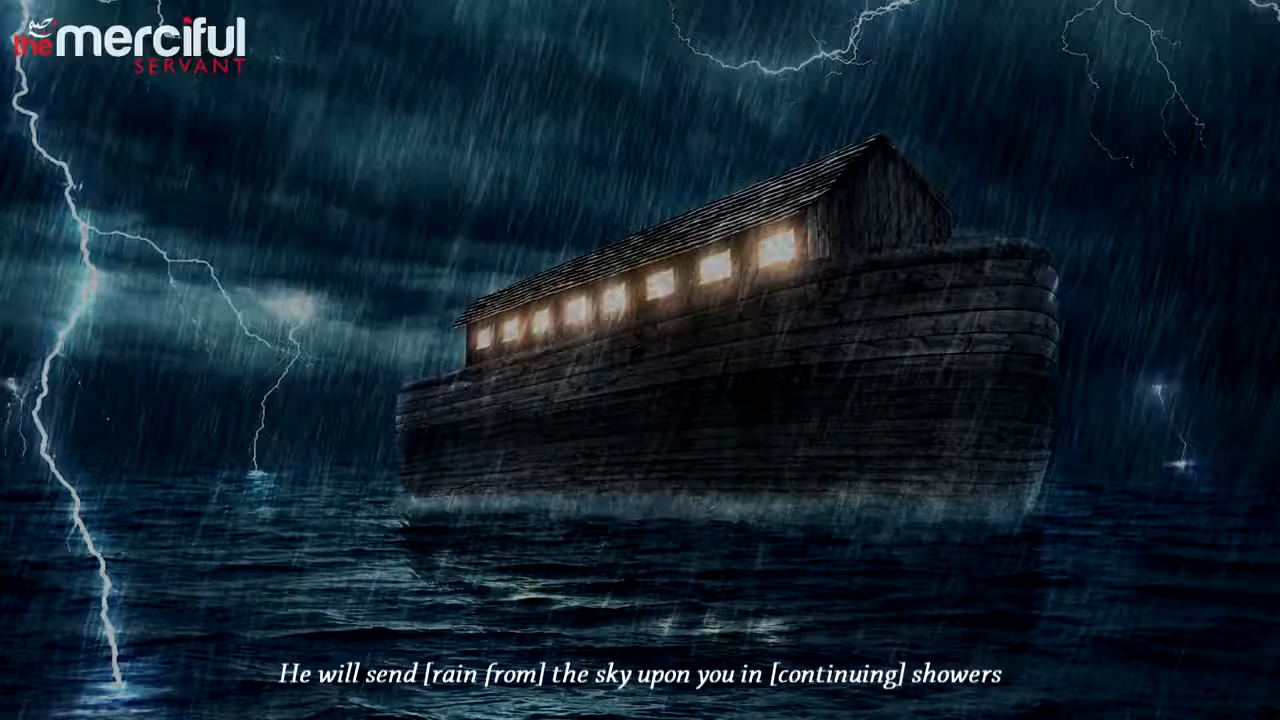 the merciful
SERVANT
He will send [rain from] the sky upon you in [continuing] showers